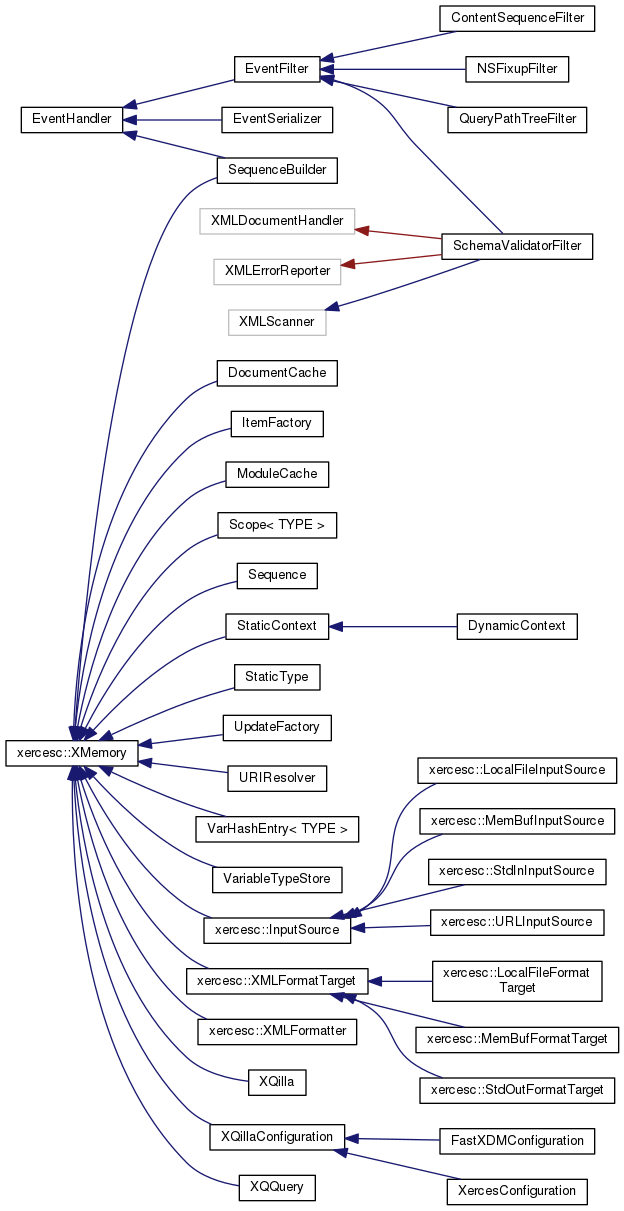 ContentSequenceFilter
EventFilter
NSFixupFilter
EventHandler
EventSerializer
QueryPathTreeFilter
SequenceBuilder
XMLDocumentHandler
SchemaValidatorFilter
XMLErrorReporter
XMLScanner
DocumentCache
ItemFactory
ModuleCache
Scope< TYPE >
Sequence
StaticContext
DynamicContext
StaticType
UpdateFactory
xercesc::XMemory
URIResolver
xercesc::LocalFileInputSource
VarHashEntry< TYPE >
xercesc::MemBufInputSource
VariableTypeStore
xercesc::StdInInputSource
xercesc::InputSource
xercesc::URLInputSource
xercesc::XMLFormatTarget
xercesc::LocalFileFormat
Target
xercesc::XMLFormatter
xercesc::MemBufFormatTarget
XQilla
xercesc::StdOutFormatTarget
XQillaConfiguration
FastXDMConfiguration
XQQuery
XercesConfiguration